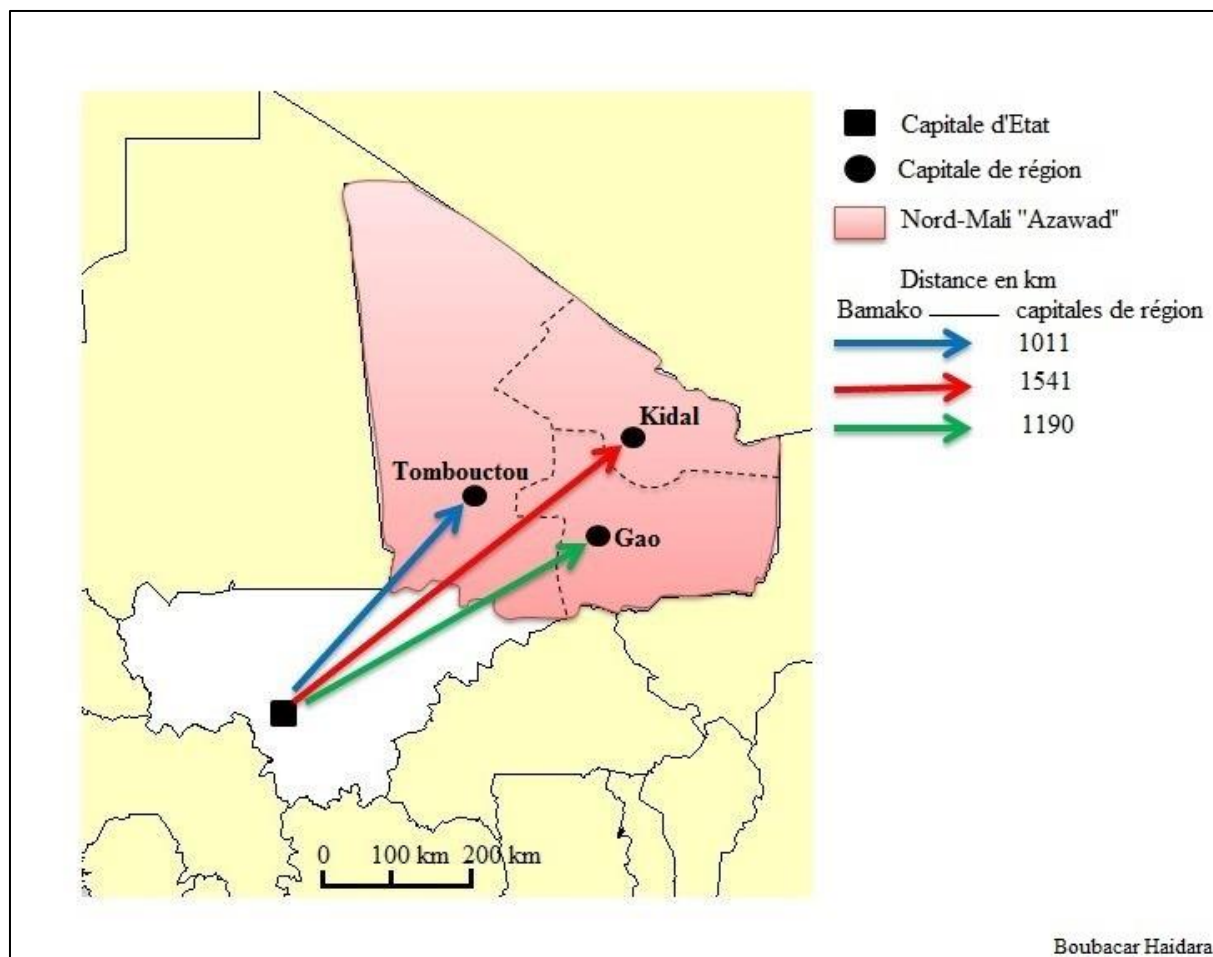 Capitale d'Etat
Capitale de région
Nord-Mali "Azawad"
Distance en km
Bamako capitales de région
1011
1541
1190
Kidal
Tombouctou
Gao
0 100 km 200 km
Boubacar Haidara